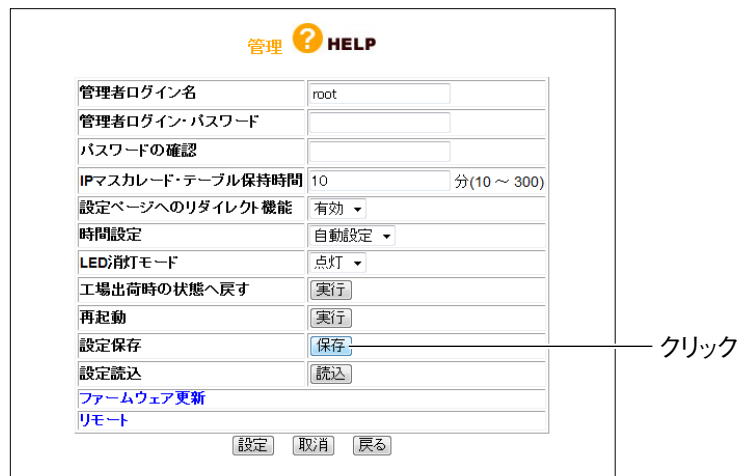 管理 ? HELP
管理者ログイン名 root
管理者ログイン・パスワード
パスワードの確認
IPマスカレード・テーブル保持時間 10 分(10 ～ 300)
設定ページへのリダイレクト機能 有効
時間設定 自動設定
LED消灯モード 点灯
工場出荷時の状態へ戻す 実行
再起動 実行
設定保存 保存 クリック
設定読込 読込
ファームウェア更新
リモート
設定 取消 戻る